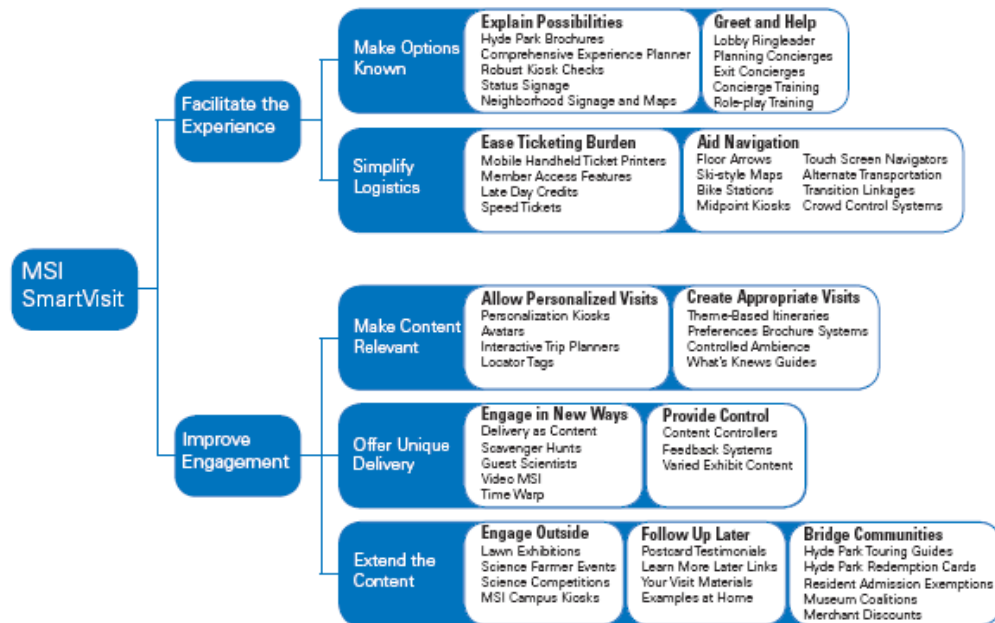 MSI
SmartVisit
Facilitate the
Experience
Make Options
Known
Explain Possibilities
Hyde Park Brochures
Comprehensive Experience Planner
Robust Kiosk Checks
Status Signage
Neighborhood Signage and Maps
Greet and Help
Lobby Ringleader
Planning Concierges
Exit Concierges
Concierge Training
Role-play Training
Simplify
Logistics
Ease Ticketing Burden
Mobile Handheld Ticket Printers
Member Access Features
Late Day Credits
Speed Tickets
Aid Navigation
Floor Arrows
Ski-style Maps
Bike Stations
Midpoint Kiosks
Touch Screen Navigators
Alternate Transportation
Transition Linkages
Crowd Control Systems
Improve
Engagement
Make Content
Relevant
Allow Personalized Visits
Personalization Kiosks
Avatars
Interactive Trip Planners
Locator Tags
Create Appropriate Visits
Theme-Based Itineraries
Preferences Brochure Systems
Controlled Ambience
What's Knews Guides
Offer Unique
Delivery
Engage in New Ways
Delivery as Content
Scavenger Hunts
Guest Scientists
Video MSI
Time Warp
Provide Control
Content Controllers
Feedback Systems
Varied Exhibit Content
Extend the
Content
Engage Outside
Lawn Exhibitions
Science Farmer Events
Science Competitions
MSI Campus Kiosks
Follow Up Later
Postcard Testimonials
Learn More Later Links
Your Visit Materials
Examples at Home
Bridge Communities
Hyde Park Touring Guides
Hyde Park Redemption Cards
Resident Admission Exemptions
Museum Coalitions
Merchant Discounts